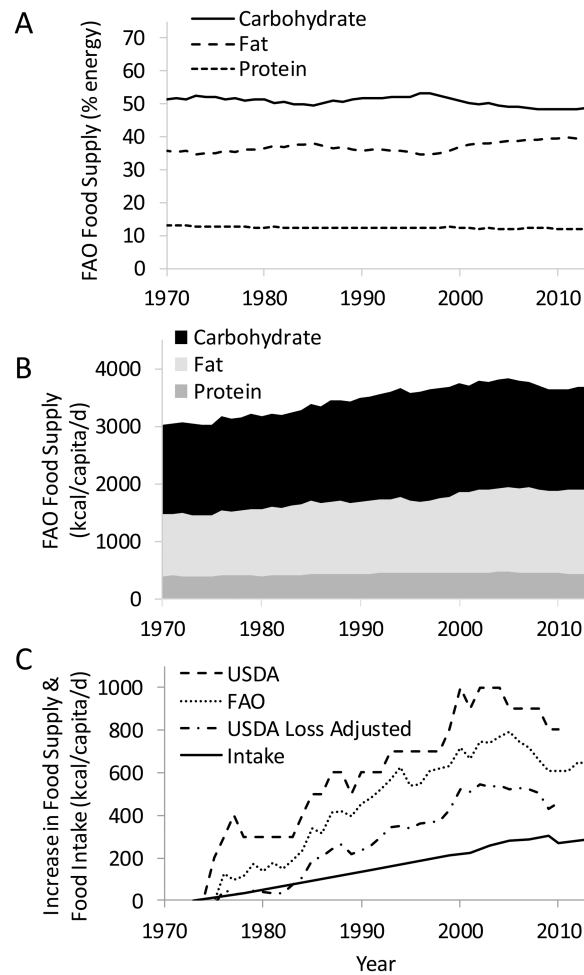 A
Carbohydrate
Fat
Protein
FAO Food Supply (% energy)
70
60
50
40
30
20
10
0
1970
1980
1990
2000
2010
B
Carbohydrate
Fat
Protein
FAO Food Supply
(kcal/capita/d)
4000
3000
2000
1000
0
1970
1980
1990
2000
2010
C
USDA
FAO
USDA Loss Adjusted
Intake
Increase in Food Supply &
Food Intake (kcal/capita/d)
1000
800
600
400
200
0
1970
1980
1990
2000
2010
Year